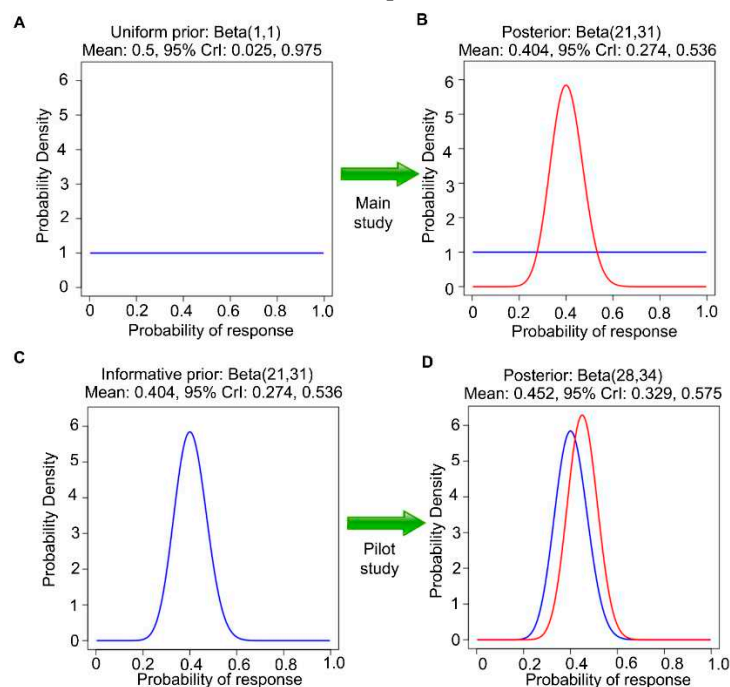 A
Uniform prior: Beta(1,1)
Mean: 0.5, 95% CrI: 0.025, 0.975
Probability Density
6
5
4
3
2
1
0
0 0.2 0.4 0.6 0.8 1.0
Probability of response
Main
study
B
Posterior: Beta(21,31)
Mean: 0.404, 95% CrI: 0.274, 0.536
Probability Density
6
5
4
3
2
1
0
0 0.2 0.4 0.6 0.8 1.0
Probability of response
C
Informative prior: Beta(21,31)
Mean: 0.404, 95% CrI: 0.274, 0.536
Probability Density
6
5
4
3
2
1
0
0 0.2 0.4 0.6 0.8 1.0
Probability of response
Pilot
study
D
Posterior: Beta(28,34)
Mean: 0.452, 95% CrI: 0.329, 0.575
Probability Density
6
5
4
3
2
1
0
0 0.2 0.4 0.6 0.8 1.0
Probability of response